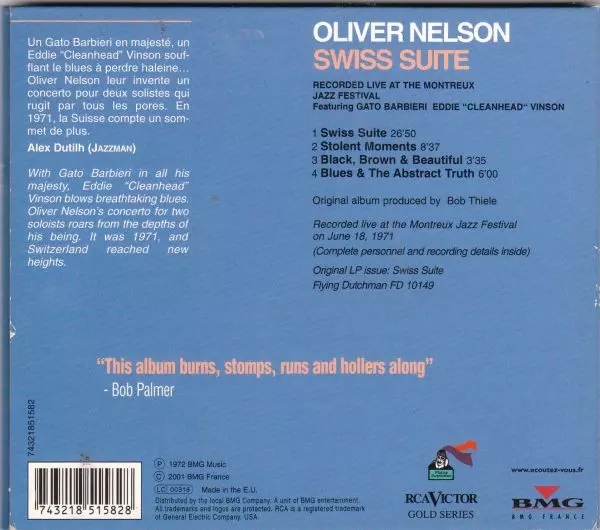 Un Gato Barbieri en majesté, un
Eddie “Cleanhead” Vinson souf-
flant le blues à perdre haleine...
Oliver Nelson leur invente un
concerto pour deux solistes qui
rugit par tous les pores. En
1971, la Suisse compte un som-
met de plus.
Alex Dutilh (JAZZMAN)
With Gato Barbieri in all his
majesty, Eddie “Cleanhead”
Vinson blows breathtaking blues.
Oliver Nelson's concerto for two
soloists roars from the depths of
his being. It was 1971, and
Switzerland reached new
heights.
OLIVER NELSON
SWISS SUITE
RECORDED LIVE AT THE MONTREUX
JAZZ FESTIVAL
Featuring GATO BARBIERI EDDIE “CLEANHEAD“ VINSON
1 Swiss Suite 26'50
2 Stolent Moments 8'37
3 Black, Brown & Beautiful 3'35
4 Blues & The Abstract Truth 6'00
Original album produced by Bob Thiele
Recorded live at the Montreux Jazz Festival
on June 18, 1971
(Complete personnel and recording details inside)
Original LP issue: Swiss Suite
Flying Dutchman FD 10149
“This album burns, stomps, runs and hollers along”
- Bob Palmer
74321851582
743218 515828
Ⓟ 1972 BMG Music
© 2001 BMG France
LC 00316 Made in the E.U.
Distributed by the local BMG Company. A unit of BMG entertainment.
All trademarks and logos are protected. RCA is a registered trademark
of General Electric Company, USA.
RCA VICTOR
GOLD SERIES
www.ecoutez-vous.fr
BMG
BMG FRANCE